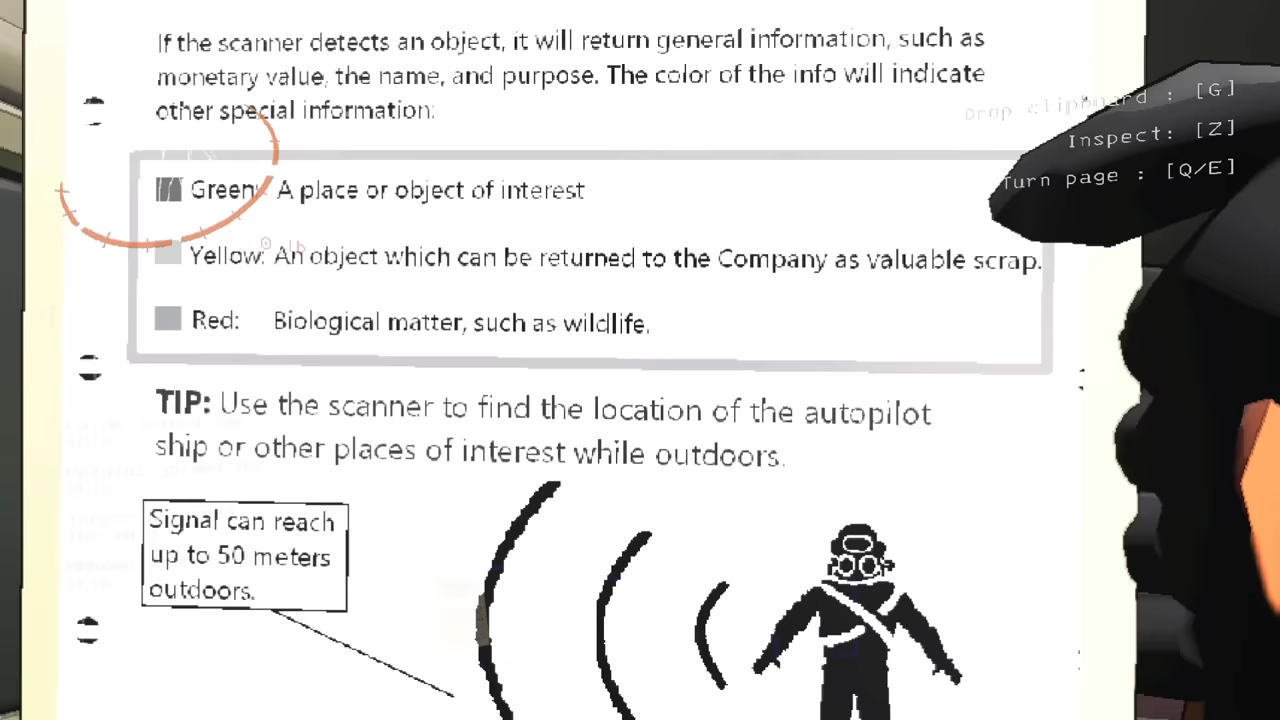 If the scanner detects an object, it will return general information, such as
monetary value, the name, and purpose. The color of the info will indicate
other special information:
Drop clipboard : [G]
Inspect: [Z]
Turn page : [Q/E]
Green: A place or object of interest
lb
Yellow: An object which can be returned to the Company as valuable scrap.
Red: Biological matter, such as wildlife.
TIP: Use the scanner to find the location of the autopilot
ship or other places of interest while outdoors.
Signal can reach
up to 50 meters
outdoors.